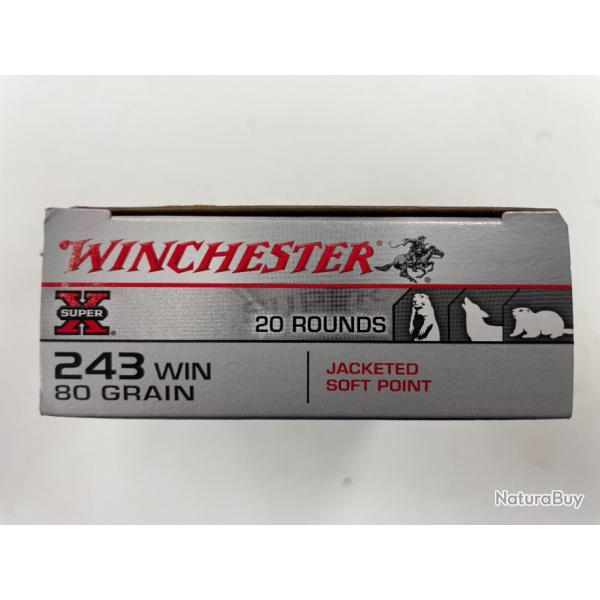 WINCHESTER
SUPER X®
20 ROUNDS
243 WIN
80 GRAIN
JACKETED
SOFT POINT
NaturaBuy